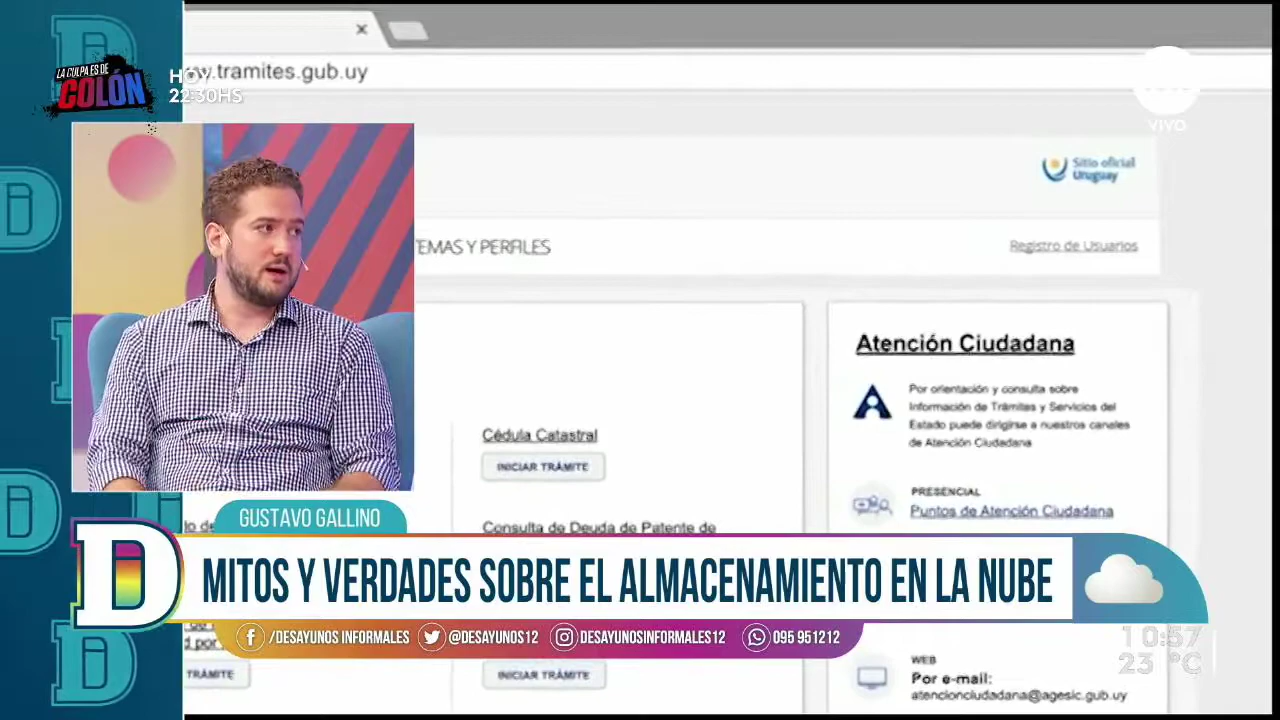 LA CULPA ES DE
COLÓN
HOY
22:30HS
www.tramites.gub.uy
VIVO
Sitio oficial
Uruguay
TEMAS Y PERFILES
Registro de Usuarios
Atención Ciudadana
Por orientación y consulta sobre
Información de Trámites y Servicios del
Estado puede dirigirse a nuestros canales
de Atención Ciudadana
Cédula Catastral
INICIAR TRÁMITE
PRESENCIAL
Puntos de Atención Ciudadana
Consulta de Deuda de Patente de
GUSTAVO GALLINO
D
MITOS Y VERDADES SOBRE EL ALMACENAMIENTO EN LA NUBE
/DESAYUNOS INFORMALES
@DESAYUNOS12
DESAYUNOSINFORMALES12
095 951212
10:57
23 °C
TRÁMITE
INICIAR TRÁMITE
WEB
Por e-mail:
atencionciudadana@agesic.gub.uy